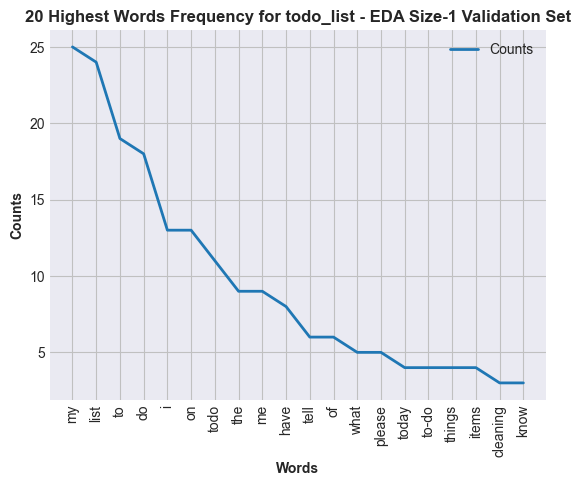 20 Highest Words Frequency for todo_list - EDA Size-1 Validation Set
Counts
25
20
15
10
5
Counts
my
list
to
do
i
on
todo
the
me
have
tell
of
what
please
today
to-do
things
items
cleaning
know
Words